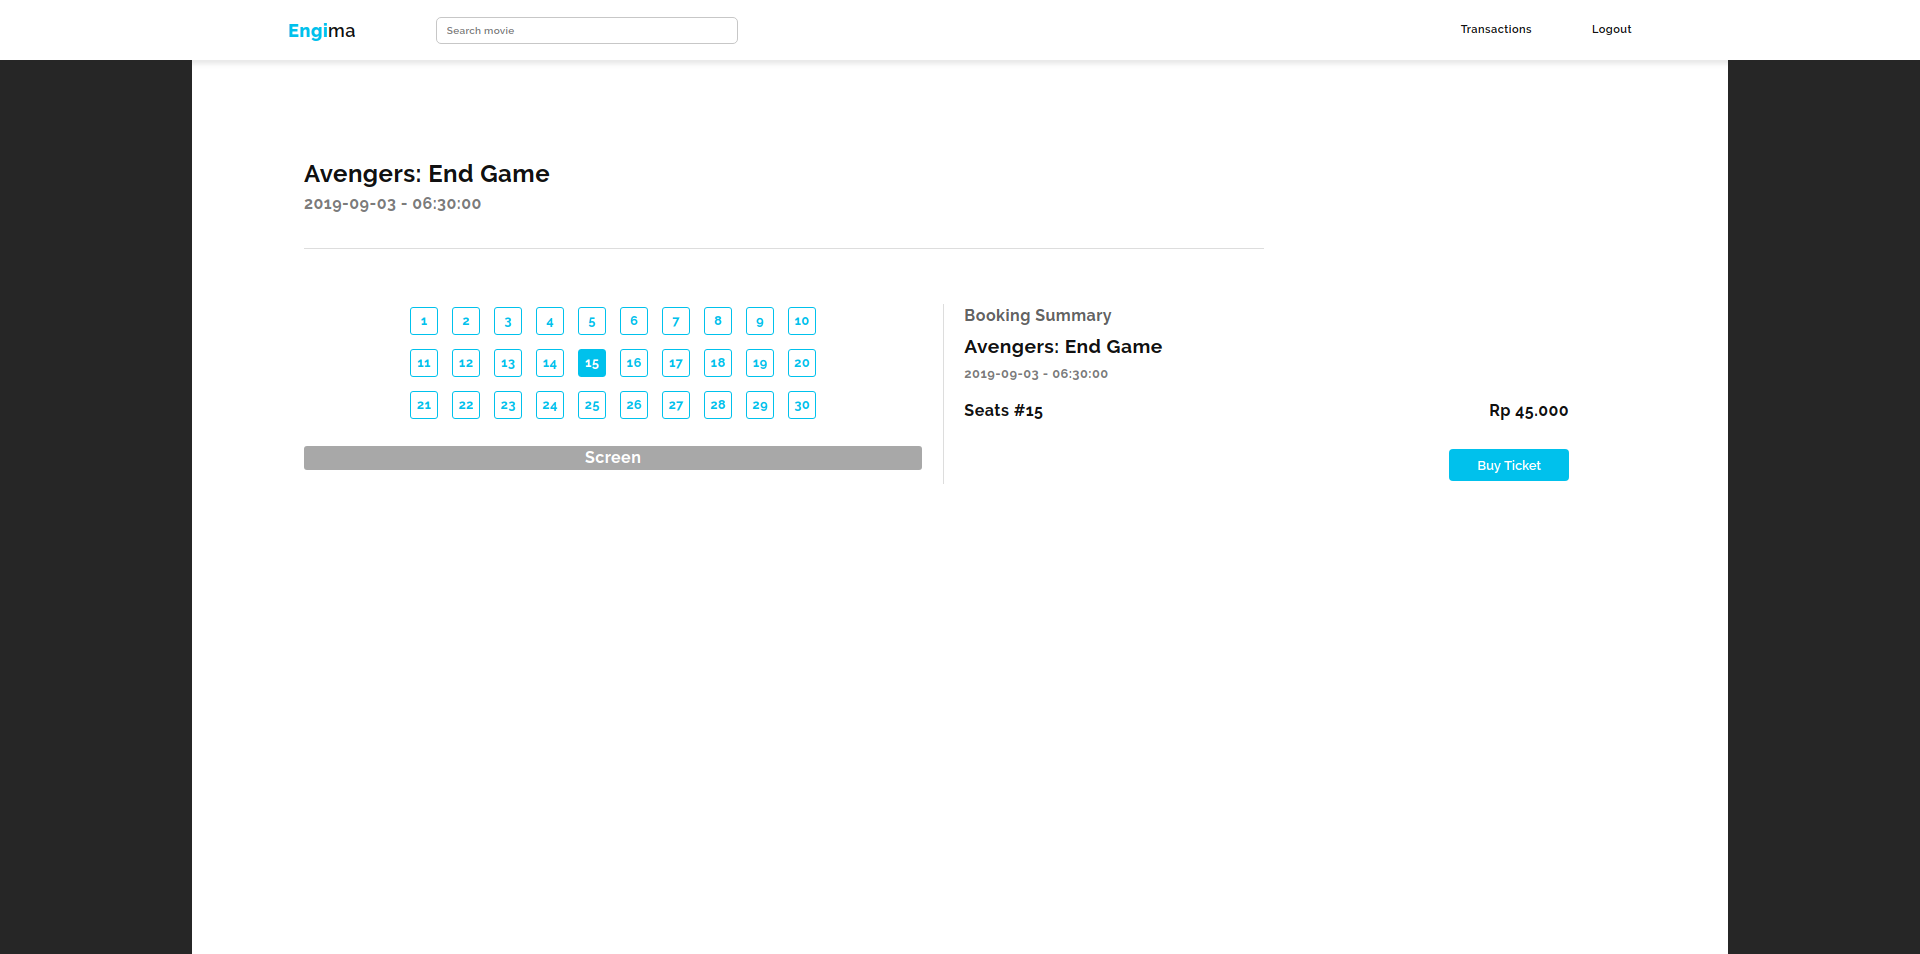 Engima
Search movie
Transactions
Logout
Avengers: End Game
2019-09-03 - 06:30:00
1 2 3 4 5 6 7 8 9 10
11 12 13 14 15 16 17 18 19 20
21 22 23 24 25 26 27 28 29 30
Screen
Booking Summary
Avengers: End Game
2019-09-03 - 06:30:00
Seats #15 Rp 45.000
Buy Ticket